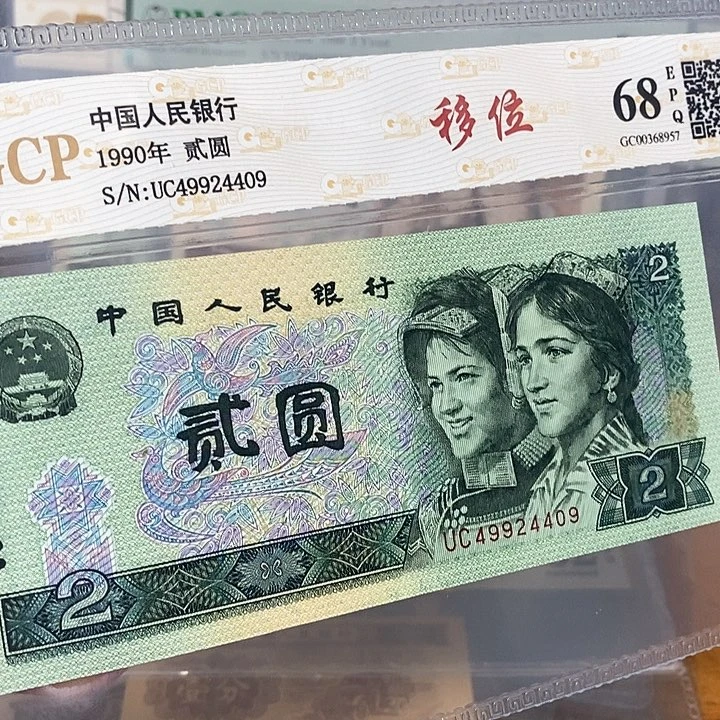 中国人民银行
1990年 贰圆
S/N:UC49924409
GCP
移位
68
EPQ
GC00368957
中国人民银行
2
贰圆
UC49924409
2
2